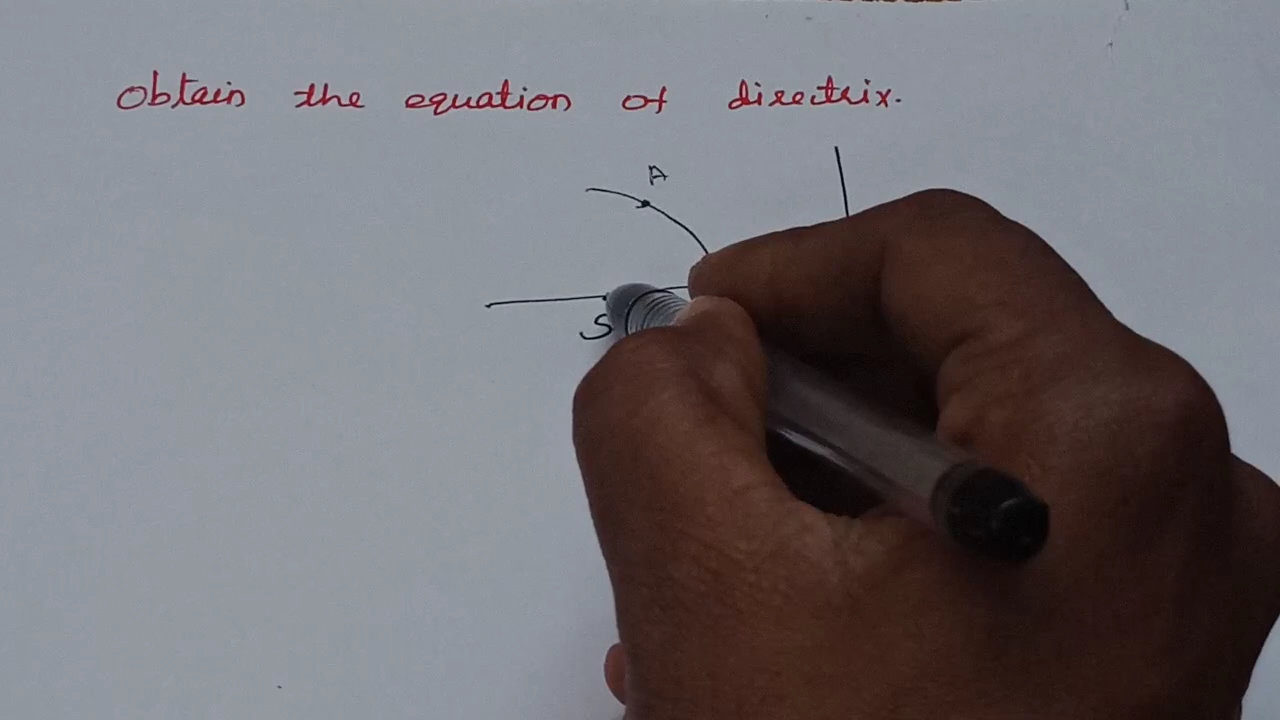 obtain the equation of directrix.
A
S